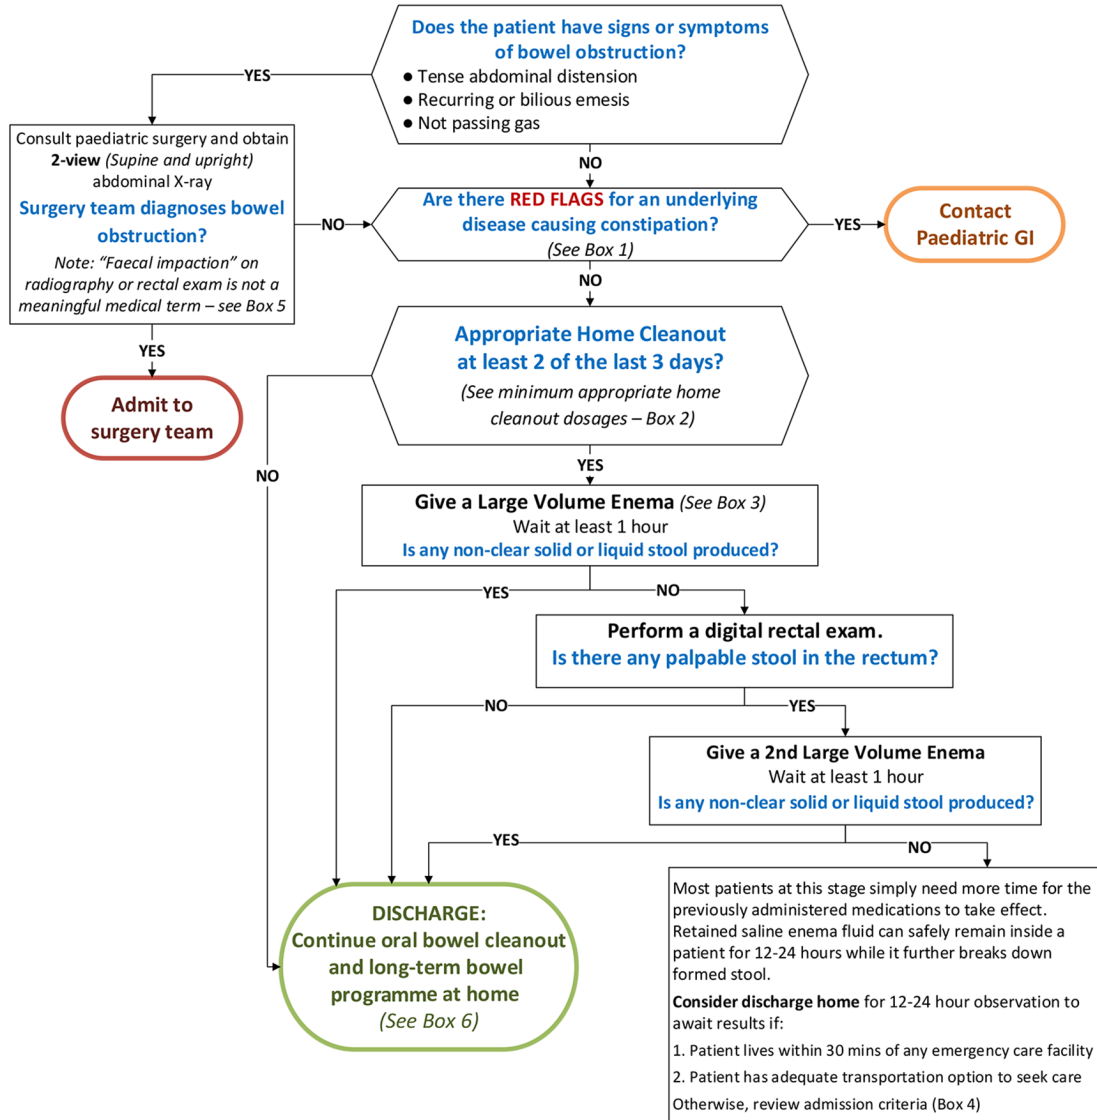 Does the patient have signs or symptoms
of bowel obstruction?
● Tense abdominal distension
● Recurring or bilious emesis
● Not passing gas
YES
NO
Consult paediatric surgery and obtain
2-view (Supine and upright)
abdominal X-ray
Surgery team diagnoses bowel
obstruction?
Note: “Faecal impaction” on
radiography or rectal exam is not a
meaningful medical term – see Box 5
NO
Are there RED FLAGS for an underlying
disease causing constipation?
(See Box 1)
YES
Contact
Paediatric GI
NO
YES
Admit to
surgery team
Appropriate Home Cleanout
at least 2 of the last 3 days?
(See minimum appropriate home
cleanout dosages – Box 2)
NO
YES
Give a Large Volume Enema (See Box 3)
Wait at least 1 hour
Is any non-clear solid or liquid stool produced?
YES
NO
Perform a digital rectal exam.
Is there any palpable stool in the rectum?
NO
YES
Give a 2nd Large Volume Enema
Wait at least 1 hour
Is any non-clear solid or liquid stool produced?
YES
NO
DISCHARGE:
Continue oral bowel cleanout
and long-term bowel
programme at home
(See Box 6)
Most patients at this stage simply need more time for the
previously administered medications to take effect.
Retained saline enema fluid can safely remain inside a
patient for 12-24 hours while it further breaks down
formed stool.
Consider discharge home for 12-24 hour observation to
await results if:
1. Patient lives within 30 mins of any emergency care facility
2. Patient has adequate transportation option to seek care
Otherwise, review admission criteria (Box 4)